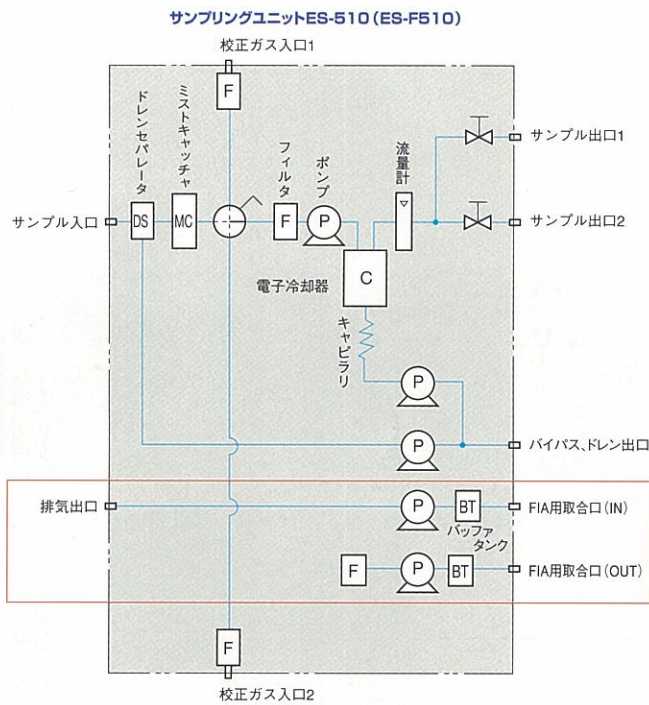 サンプリングユニットES-510(ES-F510)
校正ガス入口1
F
ドレンセパレータ
ミストキャッチャ
フィルタ
ポンプ
流量計
サンプル出口1
サンプル入口
DS
MC
F
P
サンプル出口2
電子冷却器
C
キャピラリ
P
P
バイパス、ドレン出口
排気出口
P
BT
FIA用取合口(IN)
バッファ
タンク
F
P
BT
FIA用取合口(OUT)
F
校正ガス入口2